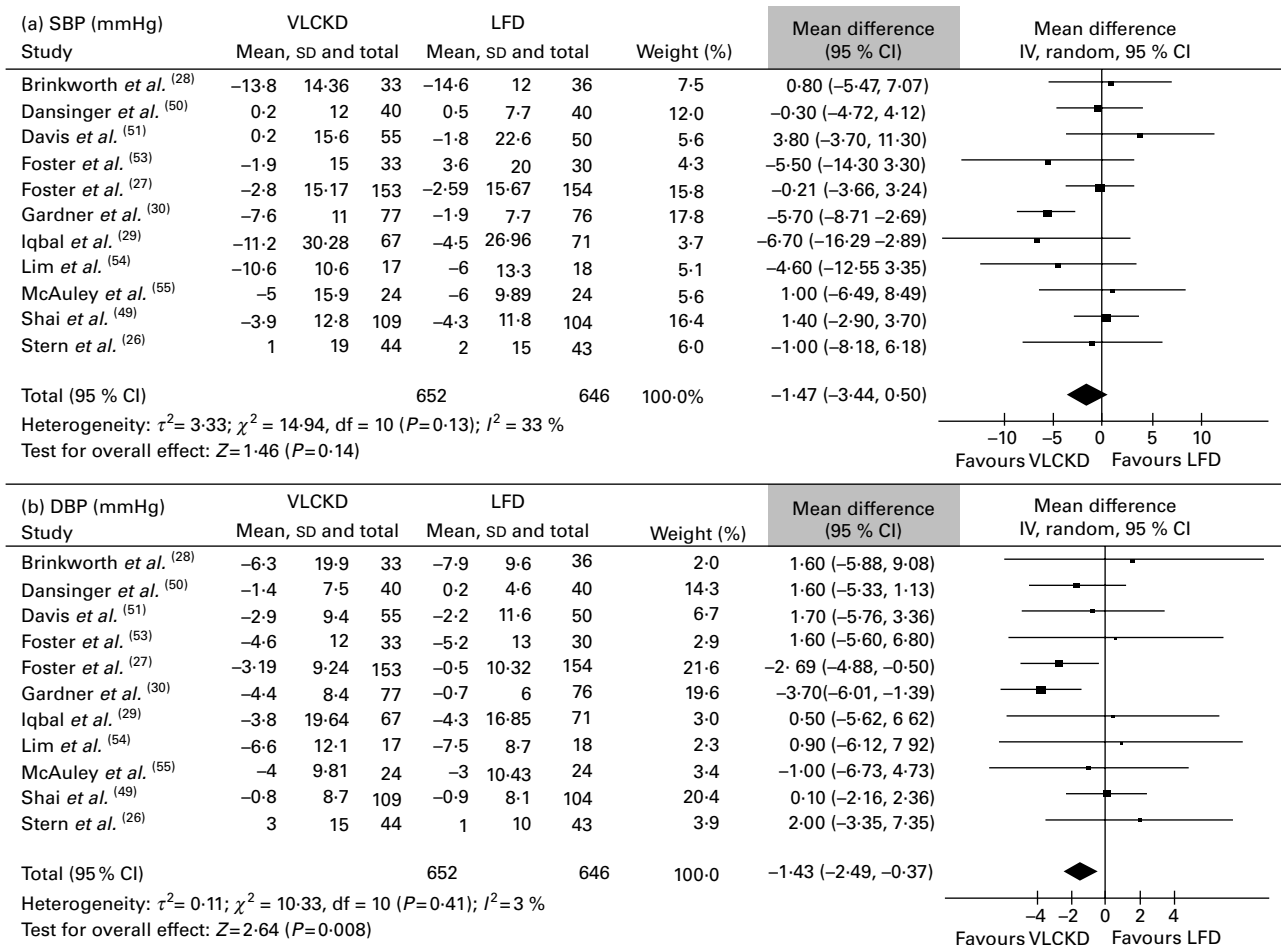 (a) SBP (mmHg) VLCKD LFD Mean difference Mean difference
Study Mean, SD and total Mean, SD and total Weight (%) (95 % CI) IV, random, 95 % CI
Brinkworth et al. (28) –13·8 14·36 33 –14·6 12 36 7·5 0·80 (–5·47, 7·07)
Dansinger et al. (50) 0·2 12 40 0·5 7·7 40 12·0 –0·30 (–4·72, 4·12)
Davis et al. (51) 0·2 15·6 55 –1·8 22·6 50 5·6 3·80 (–3·70, 11·30)
Foster et al. (53) –1·9 15 33 3·6 20 30 4·3 –5·50 (–14·30 3·30)
Foster et al. (27) –2·8 15·17 153 –2·59 15·67 154 15·8 –0·21 (–3·66, 3·24)
Gardner et al. (30) –7·6 11 77 –1·9 7·7 76 17·8 –5·70 (–8·71 –2·69)
Iqbal et al. (29) –11·2 30·28 67 –4·5 26·96 71 3·7 –6·70 (–16·29 –2·89)
Lim et al. (54) –10·6 10·6 17 –6 13·3 18 5·1 –4·60 (–12·55 3·35)
McAuley et al. (55) –5 15·9 24 –6 9·89 24 5·6 1·00 (–6·49, 8·49)
Shai et al. (49) –3·9 12·8 109 –4·3 11·8 104 16·4 1·40 (–2·90, 3·70)
Stern et al. (26) 1 19 44 2 15 43 6·0 –1·00 (–8·18, 6·18)
Total (95 % CI) 652 646 100·0% –1·47 (–3·44, 0·50)
Heterogeneity: τ² = 3·33; χ² = 14·94, df = 10 (P=0·13); I² = 33 %
Test for overall effect: Z=1·46 (P=0·14)
–10 –5 0 5 10
Favours VLCKD Favours LFD
(b) DBP (mmHg) VLCKD LFD Mean difference Mean difference
Study Mean, SD and total Mean, SD and total Weight (%) (95 % CI) IV, random, 95 % CI
Brinkworth et al. (28) –6·3 19·9 33 –7·9 9·6 36 2·0 1·60 (–5·88, 9·08)
Dansinger et al. (50) –1·4 7·5 40 0·2 4·6 40 14·3 1·60 (–5·33, 1·13)
Davis et al. (51) –2·9 9·4 55 –2·2 11·6 50 6·7 1·70 (–5·76, 3·36)
Foster et al. (53) –4·6 12 33 –5·2 13 30 2·9 1·60 (–5·60, 6·80)
Foster et al. (27) –3·19 9·24 153 –0·5 10·32 154 21·6 –2· 69 (–4·88, –0·50)
Gardner et al. (30) –4·4 8·4 77 –0·7 6 76 19·6 –3·70(–6·01, –1·39)
Iqbal et al. (29) –3·8 19·64 67 –4·3 16·85 71 3·0 0·50 (–5·62, 6 62)
Lim et al. (54) –6·6 12·1 17 –7·5 8·7 18 2·3 0·90 (–6·12, 7 92)
McAuley et al. (55) –4 9·81 24 –3 10·43 24 3·4 –1·00 (–6·73, 4·73)
Shai et al. (49) –0·8 8·7 109 –0·9 8·1 104 20·4 0·10 (–2·16, 2·36)
Stern et al. (26) 3 15 44 1 10 43 3·9 2·00 (–3·35, 7·35)
Total (95 % CI) 652 646 100·0 –1·43 (–2·49, –0·37)
Heterogeneity: τ² = 0·11; χ² = 10·33, df = 10 (P=0·41); I²=3 %
Test for overall effect: Z=2·64 (P=0·008)
–4 –2 0 2 4
Favours VLCKD Favours LFD